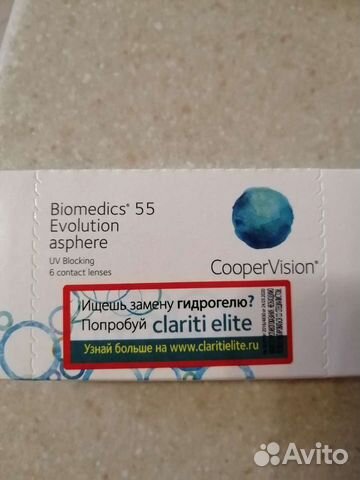 Biomedics® 55
Evolution
asphere
UV Blocking
6 contact lenses
CooperVision®
Ищешь замену гидрогелю?
Попробуй clariti elite
Узнай больше на www.claritielite.ru
Avito